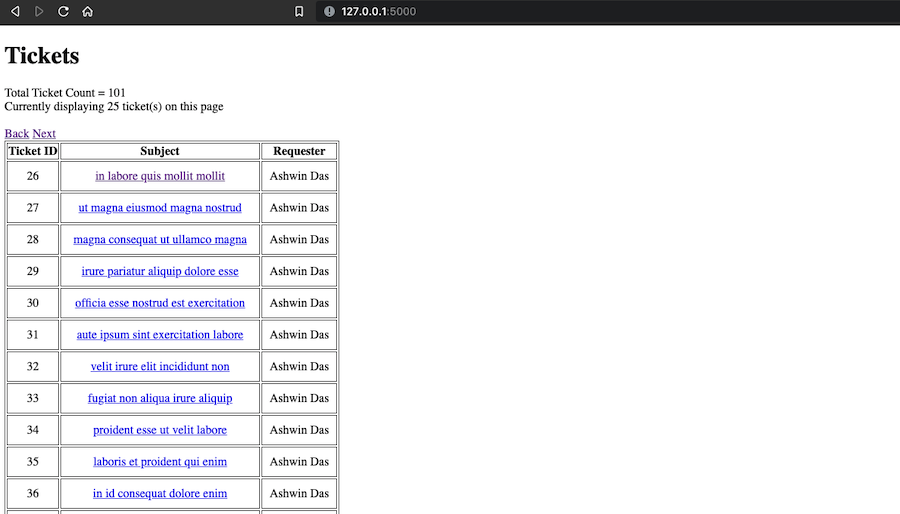 127.0.0.1:5000
Tickets
Total Ticket Count = 101
Currently displaying 25 ticket(s) on this page
Back Next
Ticket ID Subject Requester
26 in labore quis mollit mollit Ashwin Das
27 ut magna eiusmod magna nostrud Ashwin Das
28 magna consequat ut ullamco magna Ashwin Das
29 irure pariatur aliquip dolore esse Ashwin Das
30 officia esse nostrud est exercitation Ashwin Das
31 aute ipsum sint exercitation labore Ashwin Das
32 velit irure elit incididunt non Ashwin Das
33 fugiat non aliqua irure aliquip Ashwin Das
34 proident esse ut velit labore Ashwin Das
35 laboris et proident qui enim Ashwin Das
36 in id consequat dolore enim Ashwin Das